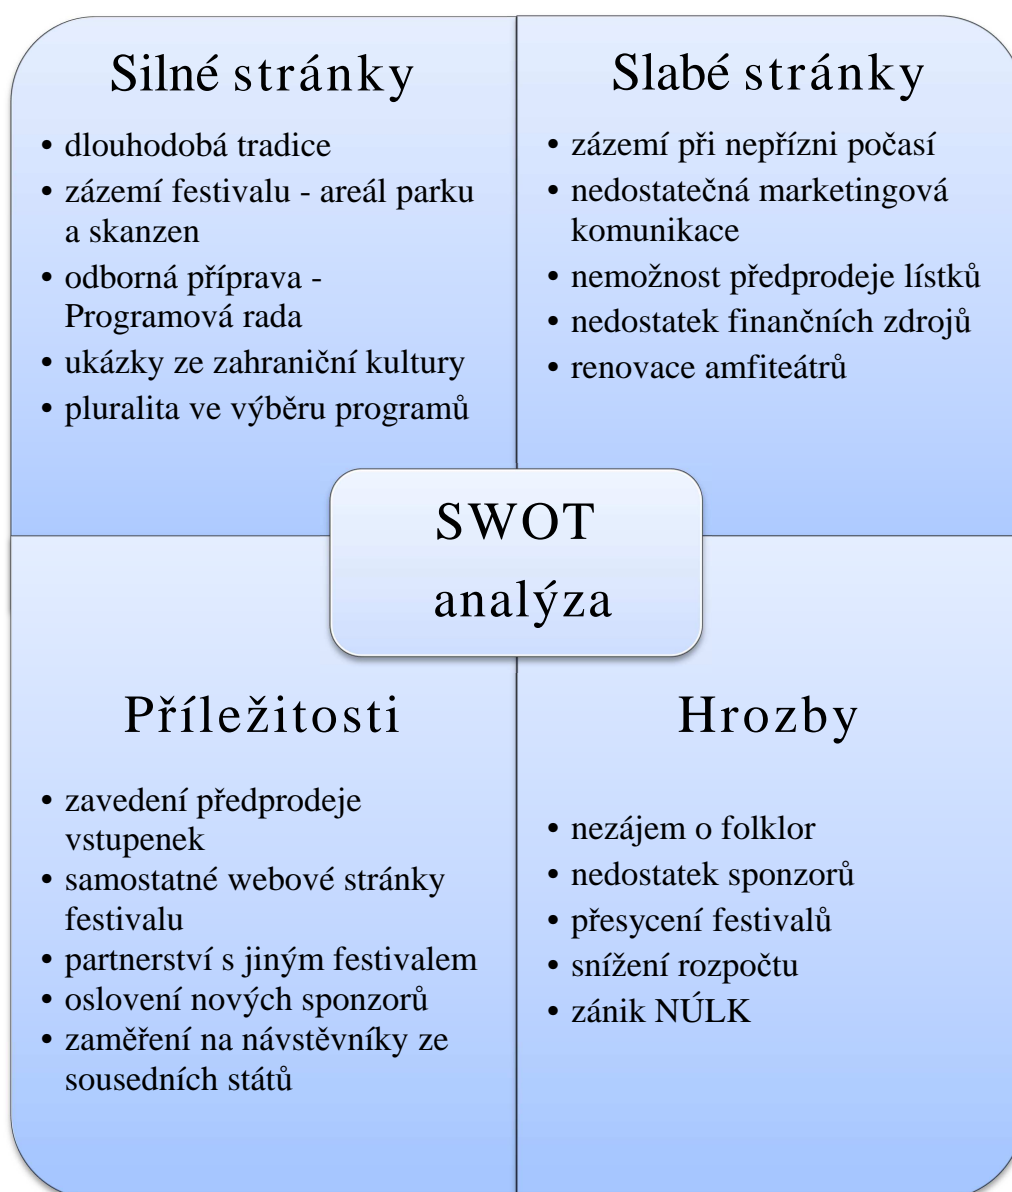 Silné stránky
• dlouhodobá tradice
• zázemí festivalu - areál parku
a skanzen
• odborná příprava -
Programová rada
• ukázky ze zahraniční kultury
• pluralita ve výběru programů
Slabé stránky
• zázemí při nepřízni počasí
• nedostatečná marketingová
komunikace
• nemožnost předprodeje lístků
• nedostatek finančních zdrojů
• renovace amfiteátrů
SWOT
analýza
Příležitosti
• zavedení předprodeje
vstupenek
• samostatné webové stránky
festivalu
• partnerství s jiným festivalem
• oslovení nových sponzorů
• zaměření na návstěvníky ze
sousedních států
Hrozby
• nezájem o folklor
• nedostatek sponzorů
• přesycení festivalů
• snížení rozpočtu
• zánik NÚLK